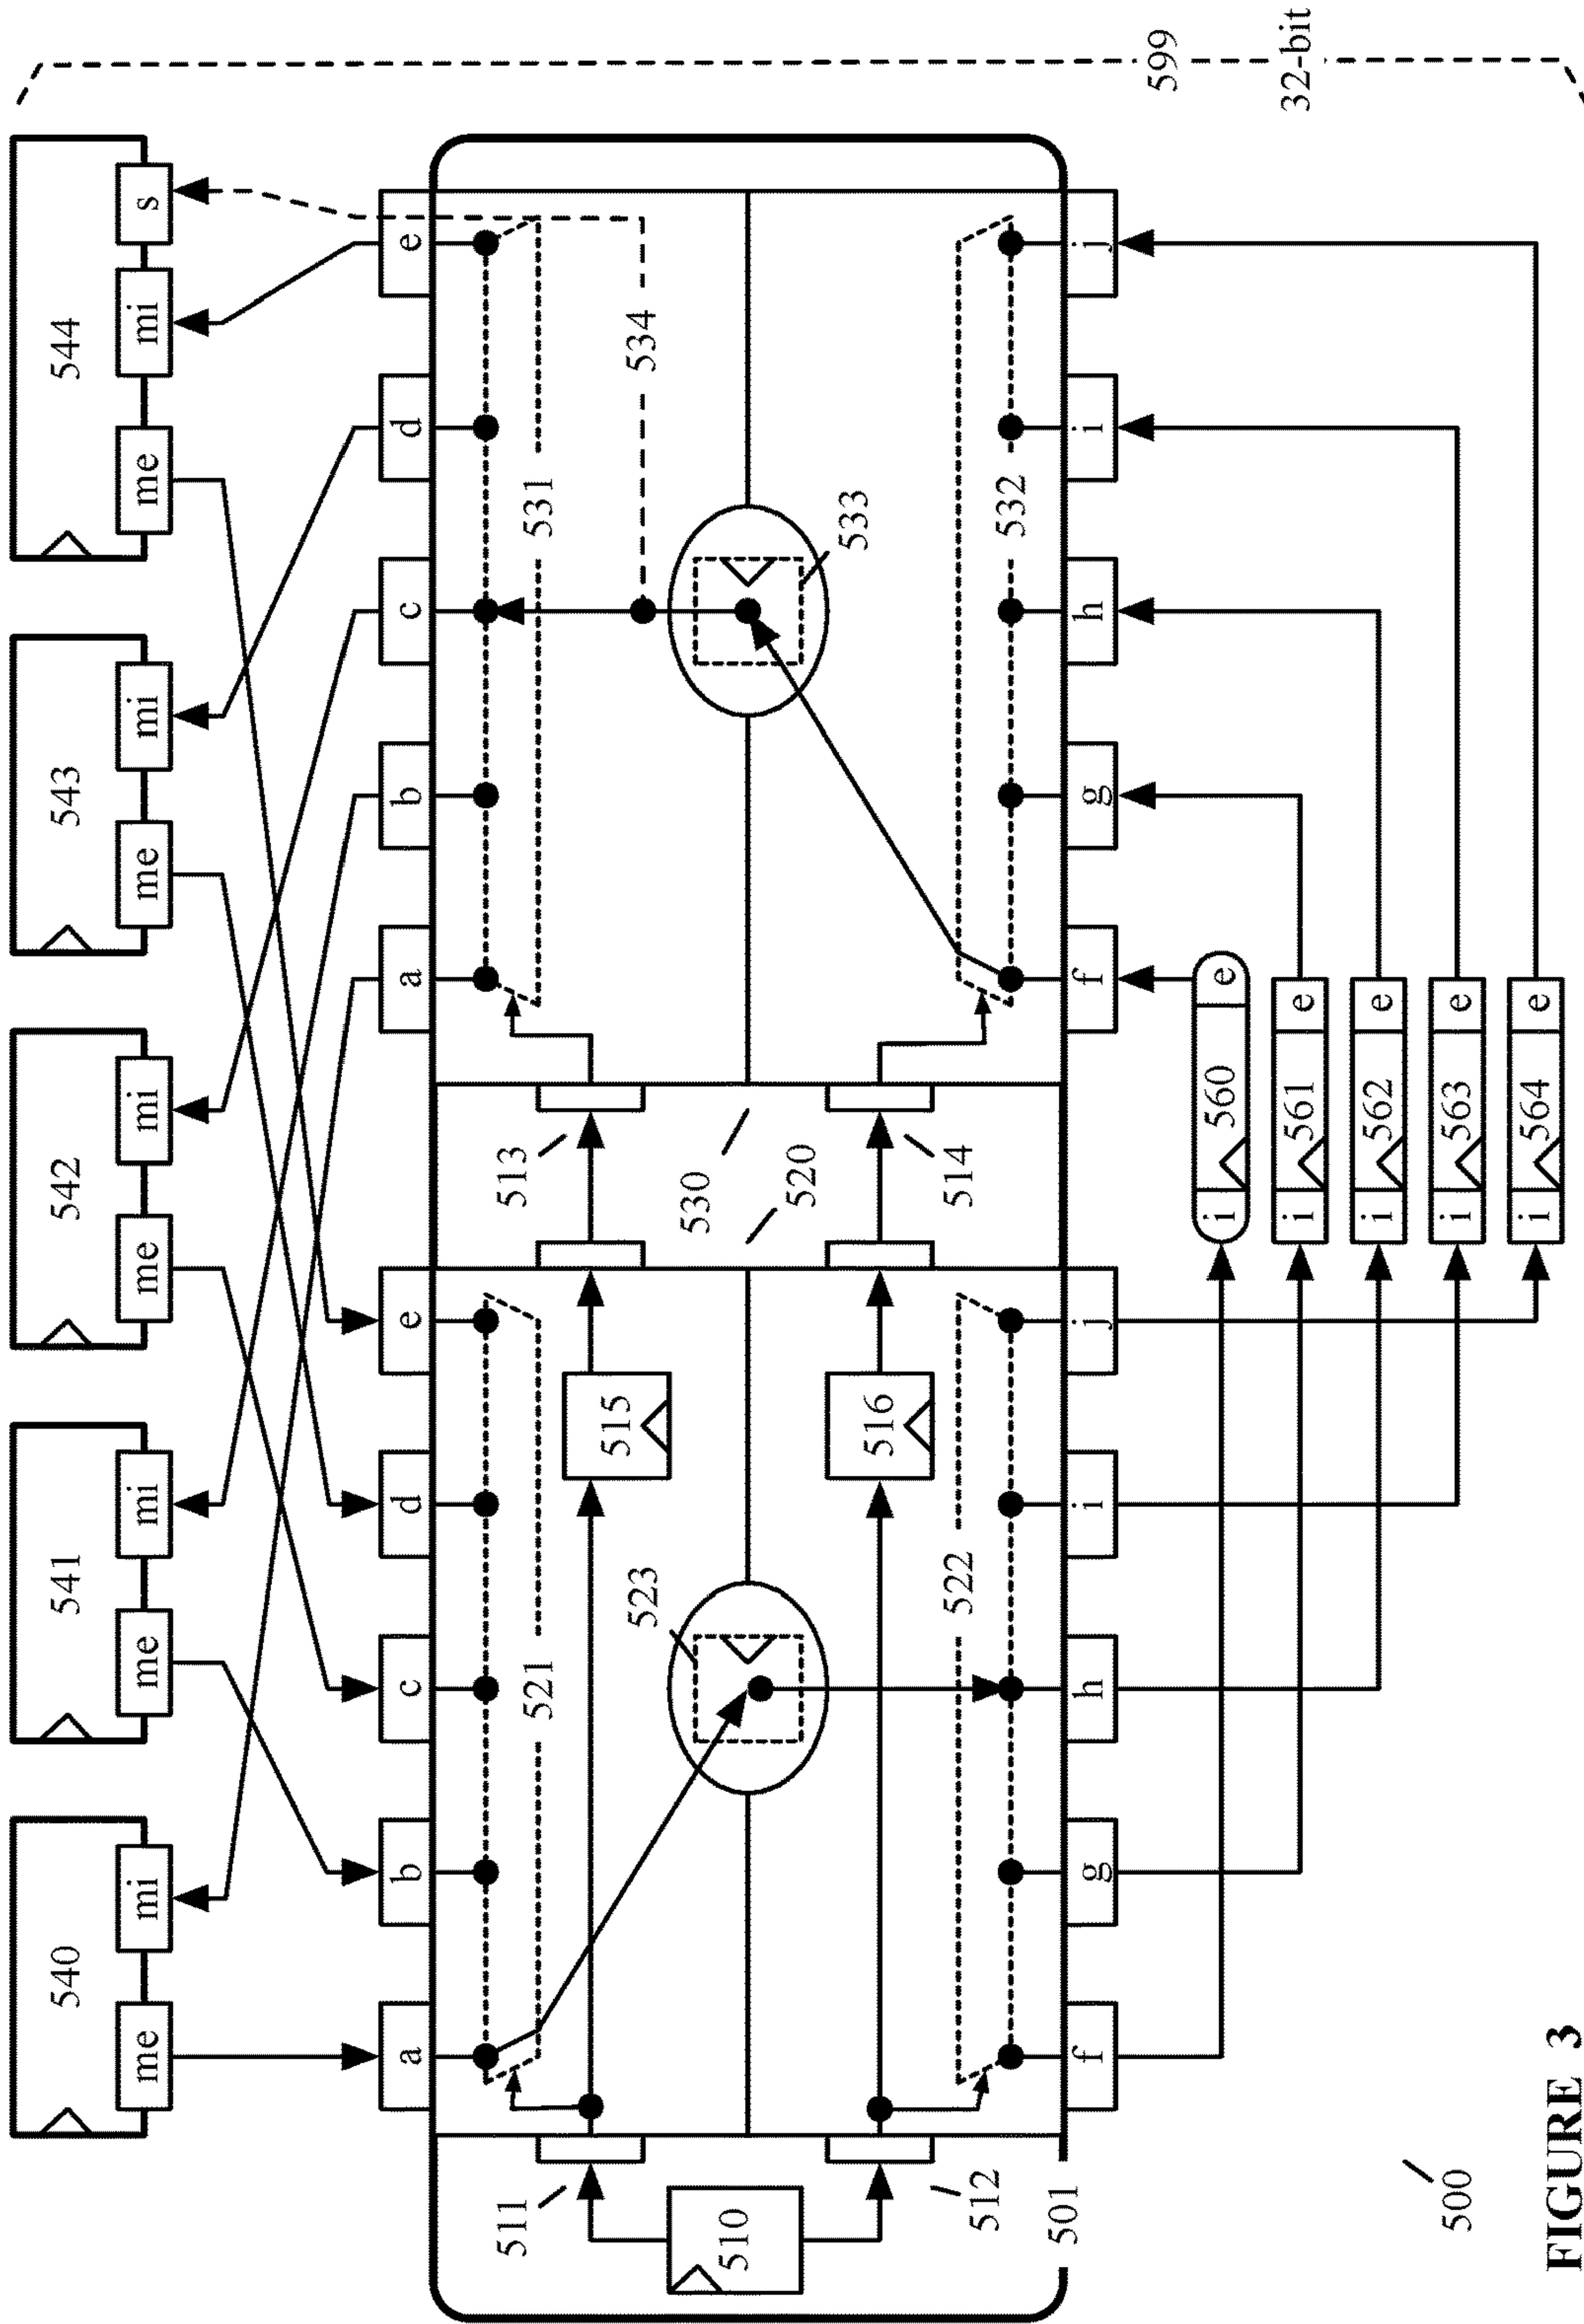 540
541
542
543
544
me
mi
me
mi
me
mi
me
mi
me
mi
s
a
b
c
d
e
a
b
c
d
e
511
521
515
513
531
534
510
523
530
520
533
512
522
516
514
532
501
f
g
h
i
j
f
g
h
i
j
i 560 e
i 561 e
i 562 e
i 563 e
i 564 e
599
32-bit
500
FIGURE 3